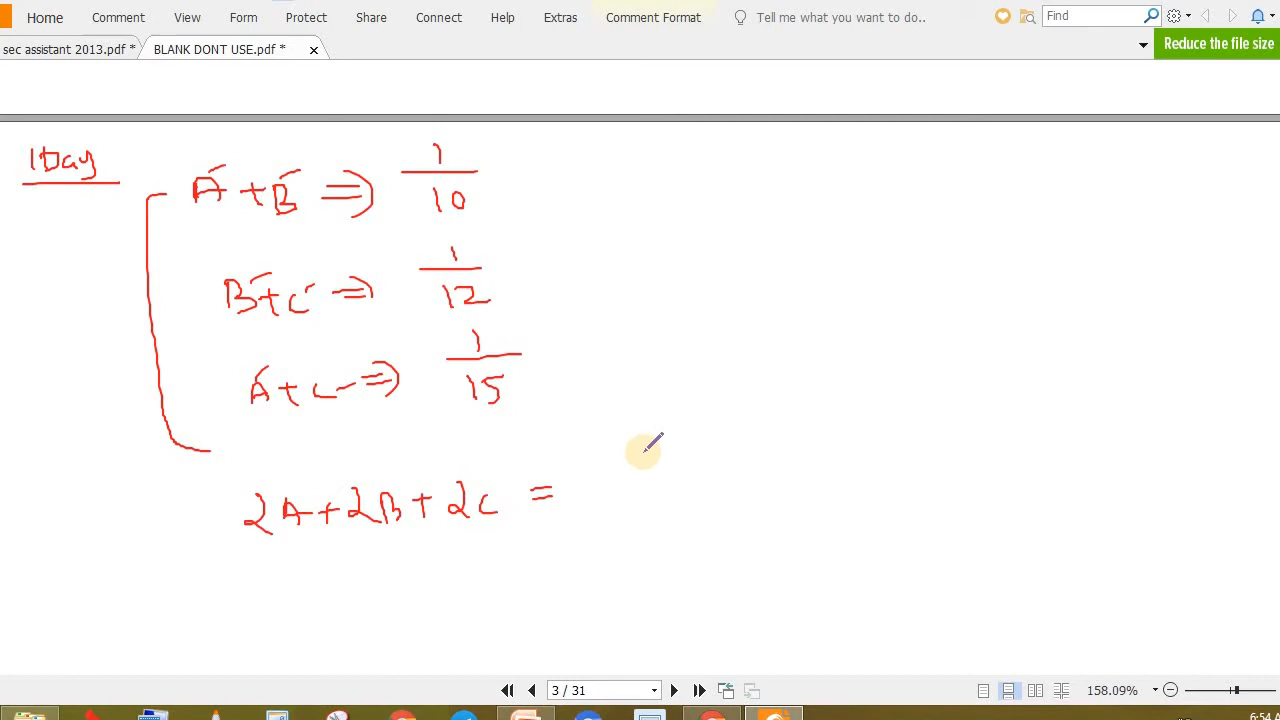 Home Comment View Form Protect Share Connect Help Extras Comment Format Tell me what you want to do.. Find
sec assistant 2013.pdf * BLANK DONT USE.pdf * Reduce the file size
1Day
A + B ⇒ 1/10
B + C ⇒ 1/12
A + C ⇒ 1/15
2A + 2B + 2C =
3 / 31 158.09%
6:54